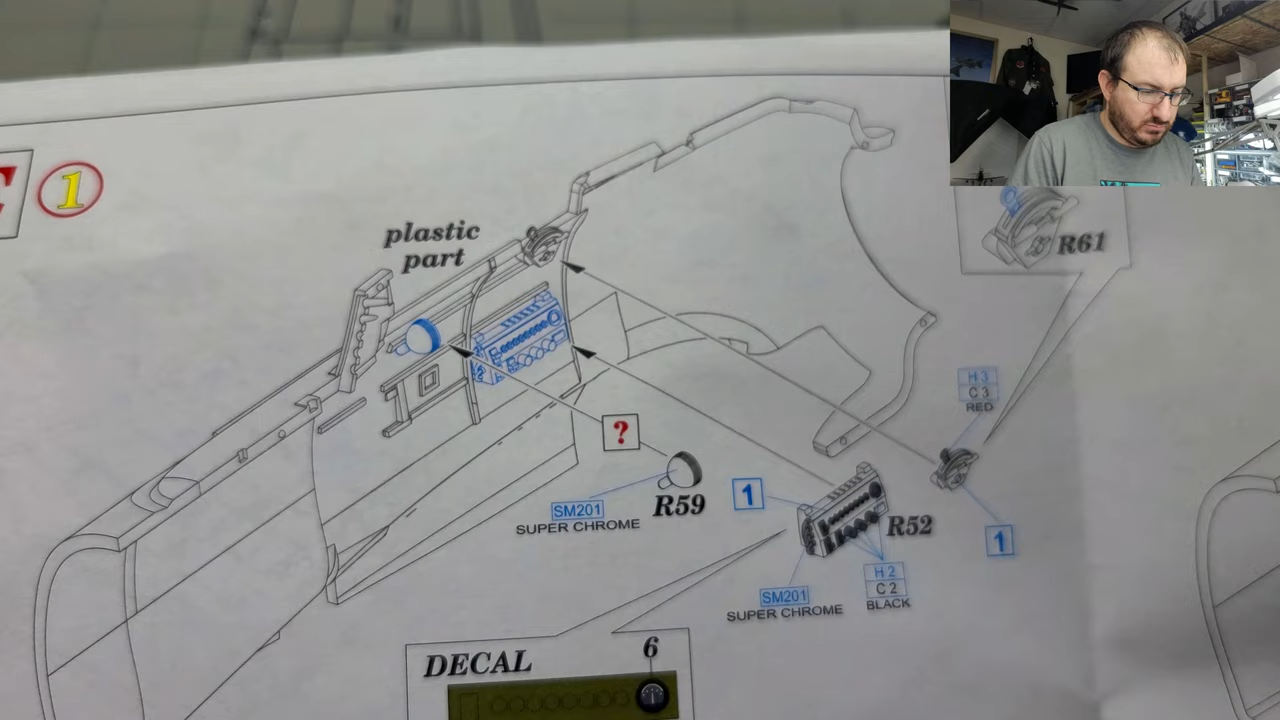 1
plastic
part
R61
H 3
C 3
RED
?
SM201
SUPER CHROME
R59
1
R52
1
SM201
SUPER CHROME
H 2
C 2
BLACK
DECAL
6